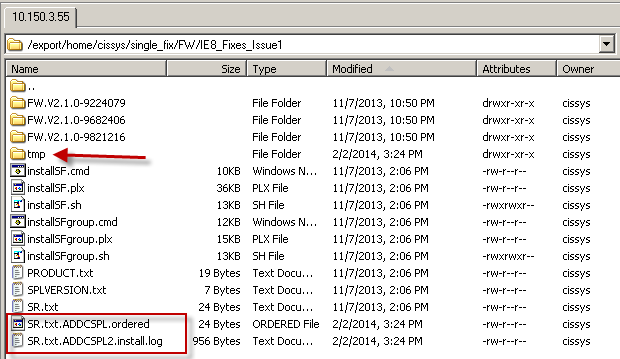 10.150.3.55
/export/home/cissys/single_fix/FW/IE8_Fixes_Issue1
Name Size Type Modified Attributes Owner
..
FW.V2.1.0-9224079 File Folder 11/7/2013, 10:50 PM drwxr-xr-x cissys
FW.V2.1.0-9682406 File Folder 11/7/2013, 10:50 PM drwxr-xr-x cissys
FW.V2.1.0-9821216 File Folder 11/7/2013, 10:50 PM drwxr-xr-x cissys
tmp File Folder 2/2/2014, 3:24 PM drwxr-xr-x cissys
installSF.cmd 10KB Windows N... 11/7/2013, 2:06 PM -rw-r--r-- cissys
installSF.plx 36KB PLX File 11/7/2013, 2:06 PM -rw-r--r-- cissys
installSF.sh 13KB SH File 11/7/2013, 2:06 PM -rwxrwxr-- cissys
installSFgroup.cmd 12KB Windows N... 11/7/2013, 2:06 PM -rw-r--r-- cissys
installSFgroup.plx 15KB PLX File 11/7/2013, 2:06 PM -rw-r--r-- cissys
installSFgroup.sh 13KB SH File 11/7/2013, 2:06 PM -rwxrwxr-- cissys
PRODUCT.txt 19 Bytes Text Docu... 11/7/2013, 2:06 PM -rw-r--r-- cissys
SPLVERSION.txt 21 Bytes Text Docu... 11/7/2013, 2:06 PM -rw-r--r-- cissys
SR.txt 24 Bytes Text Docu... 11/7/2013, 2:06 PM -rw-r--r-- cissys
SR.txt.ADDCSPL.ordered 24 Bytes ORDERED File 2/2/2014, 3:24 PM -rw-r--r-- cissys
SR.txt.ADDCSPL2.install.log 956 Bytes Text Docu... 2/2/2014, 3:24 PM -rw-r--r-- cissys